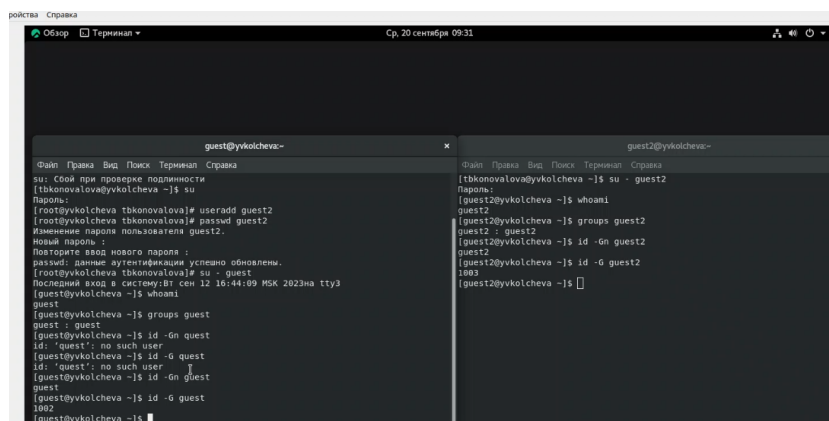 ройства Справка
Обзор Терминал Ср, 20 сентября 09:31
guest@yvkolcheva:~ ×
Файл Правка Вид Поиск Терминал Справка
su: Сбой при проверке подлинности
[tbkonovalova@yvkolcheva ~]$ su
Пароль:
[root@yvkolcheva tbkonovalova]# useradd guest2
[root@yvkolcheva tbkonovalova]# passwd guest2
Изменение пароля пользователя guest2.
Новый пароль :
Повторите ввод нового пароля :
passwd: данные аутентификации успешно обновлены.
[root@yvkolcheva tbkonovalova]# su - guest
Последний вход в систему:Вт сен 12 16:44:09 MSK 2023на tty3
[guest@yvkolcheva ~]$ whoami
guest
[guest@yvkolcheva ~]$ groups guest
guest : guest
[guest@yvkolcheva ~]$ id -Gn quest
id: ‘quest’: no such user
[guest@yvkolcheva ~]$ id -G quest
id: ‘quest’: no such user
[guest@yvkolcheva ~]$ id -Gn guest
guest
[guest@yvkolcheva ~]$ id -G guest
1002
[guest@yvkolcheva ~]$
guest2@yvkolcheva:~
Файл Правка Вид Поиск Терминал Справка
[tbkonovalova@yvkolcheva ~]$ su - guest2
Пароль:
[guest2@yvkolcheva ~]$ whoami
guest2
[guest2@yvkolcheva ~]$ groups guest2
guest2 : guest2
[guest2@yvkolcheva ~]$ id -Gn guest2
guest2
[guest2@yvkolcheva ~]$ id -G guest2
1003
[guest2@yvkolcheva ~]$